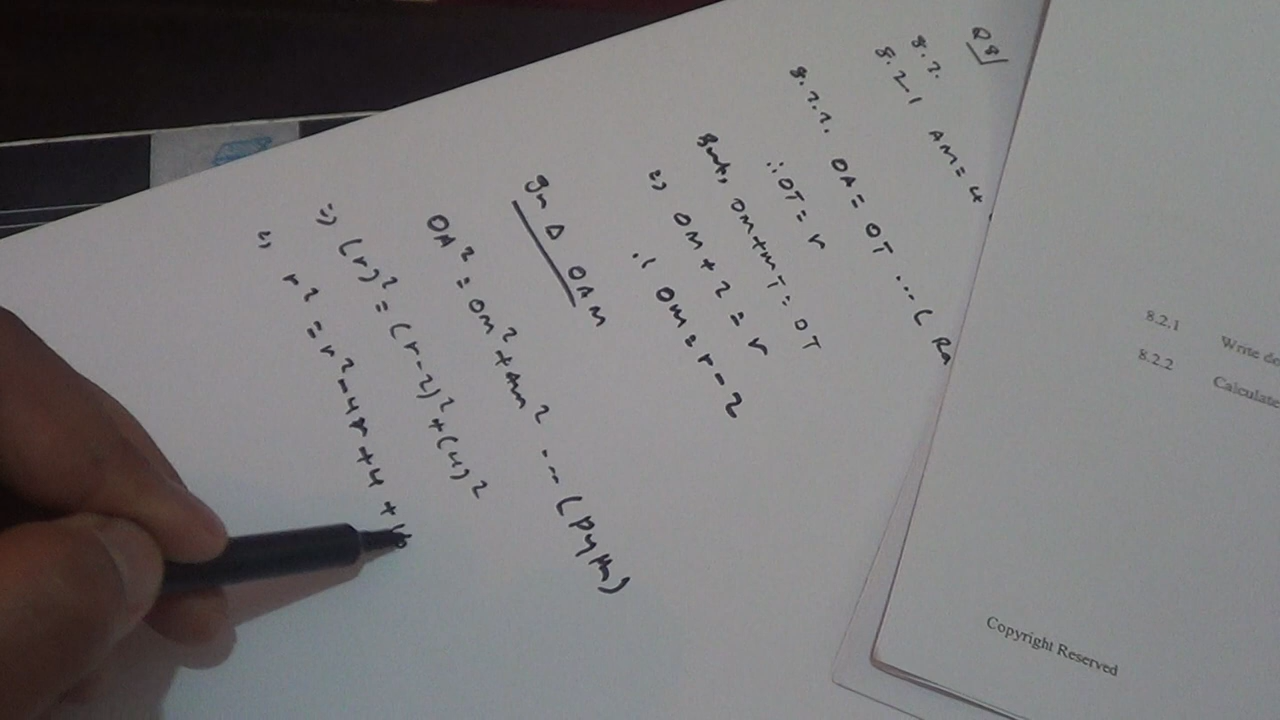 Q8/
8.2.
8.2.1 AM = 4
8.2.2. OA = OT ... ( Ra
∴ OT = r
But, OM + MT = OT
=) OM + 2 = r
∴ OM = r - 2
In Δ OAM
OA² = OM² + AM² ... (Pyth)
=) (r)² = (r-2)² + (4)²
=) r² = r² - 4r + 4 + 16
8.2.1 Write do
8.2.2 Calculate
Copyright Reserved